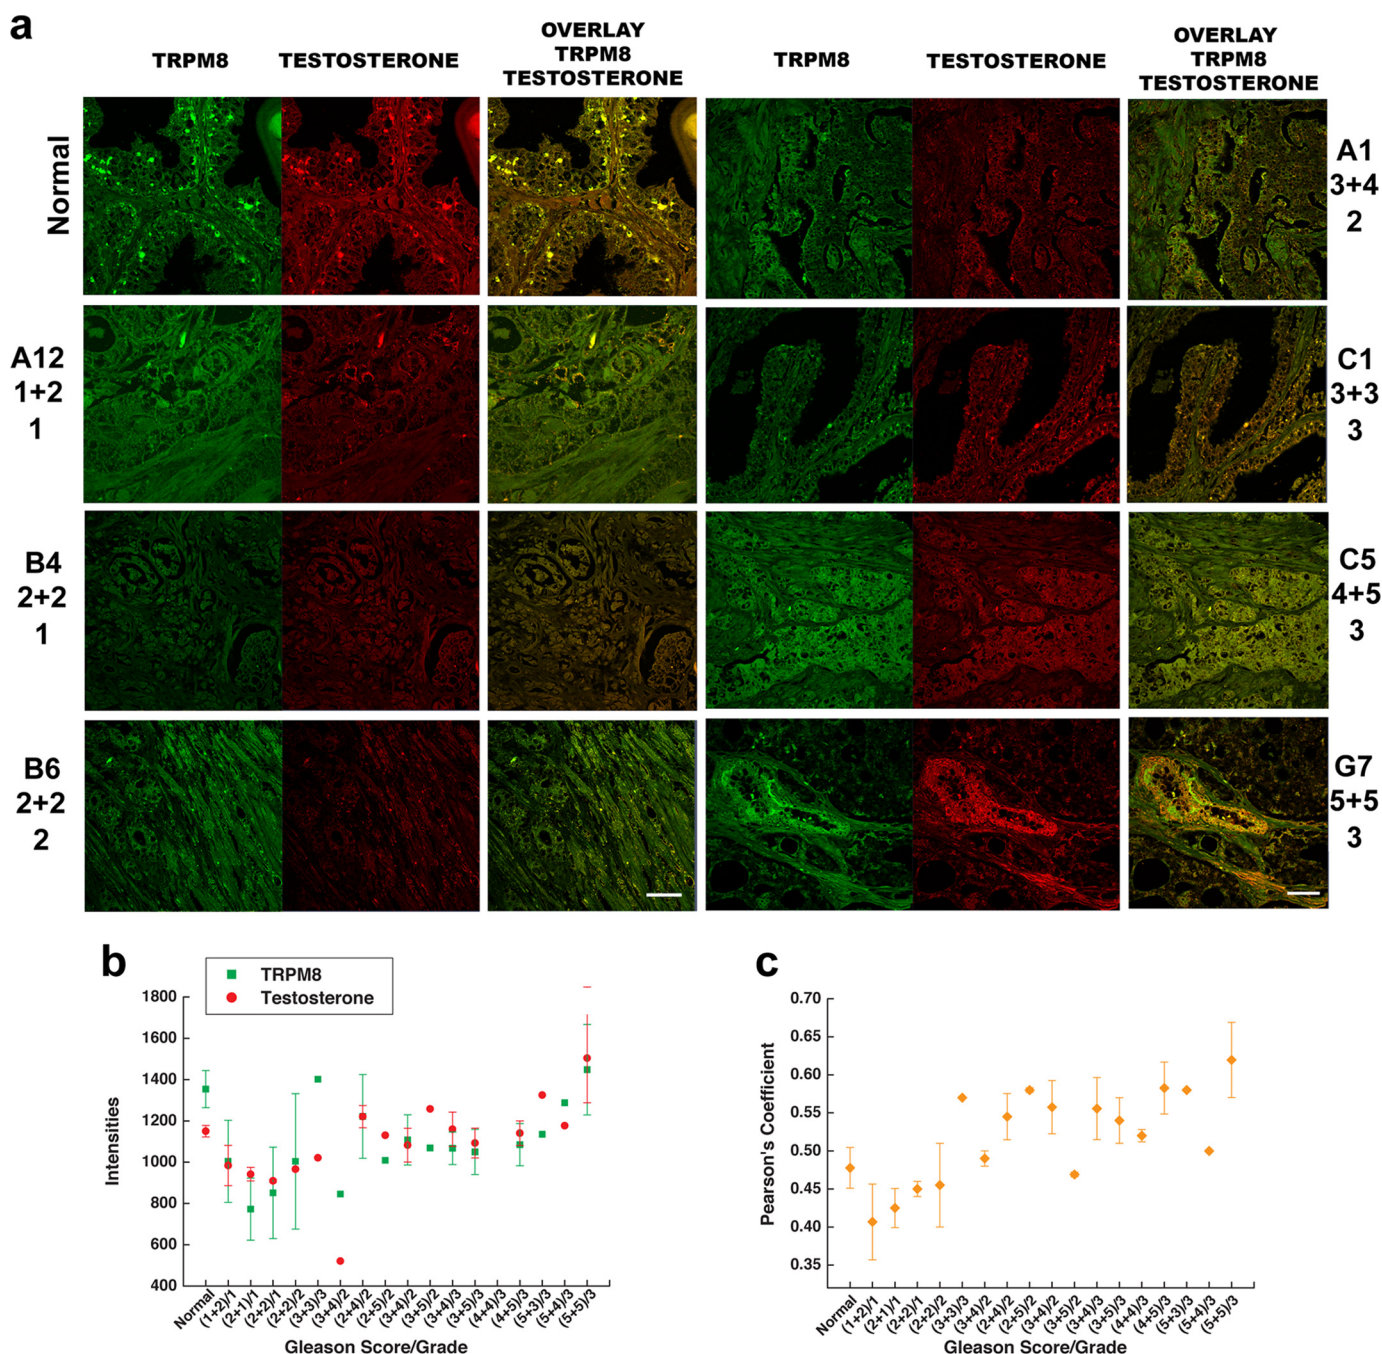 a
TRPM8
TESTOSTERONE
OVERLAY
TRPM8
TESTOSTERONE
TRPM8
TESTOSTERONE
OVERLAY
TRPM8
TESTOSTERONE
Normal
A12
1+2
1
B4
2+2
1
B6
2+2
2
A1
3+4
2
C1
3+3
3
C5
4+5
3
G7
5+5
3
b
TRPM8
Testosterone
Intensities
1800
1600
1400
1200
1000
800
600
400
Normal
(1+2)/1
(2+1)/1
(2+2)/1
(2+2)/2
(3+3)/3
(3+4)/2
(2+4)/2
(2+5)/2
(3+4)/2
(3+5)/2
(3+4)/3
(3+5)/3
(4+4)/3
(4+5)/3
(5+3)/3
(5+4)/3
(5+5)/3
Gleason Score/Grade
c
Pearson's Coefficient
0.70
0.65
0.60
0.55
0.50
0.45
0.40
0.35
Normal
(1+2)/1
(2+1)/1
(2+2)/1
(2+2)/2
(3+3)/3
(3+4)/2
(2+4)/2
(2+5)/2
(3+4)/2
(3+5)/2
(3+4)/3
(3+5)/3
(4+4)/3
(4+5)/3
(5+3)/3
(5+4)/3
(5+5)/3
Gleason Score/Grade